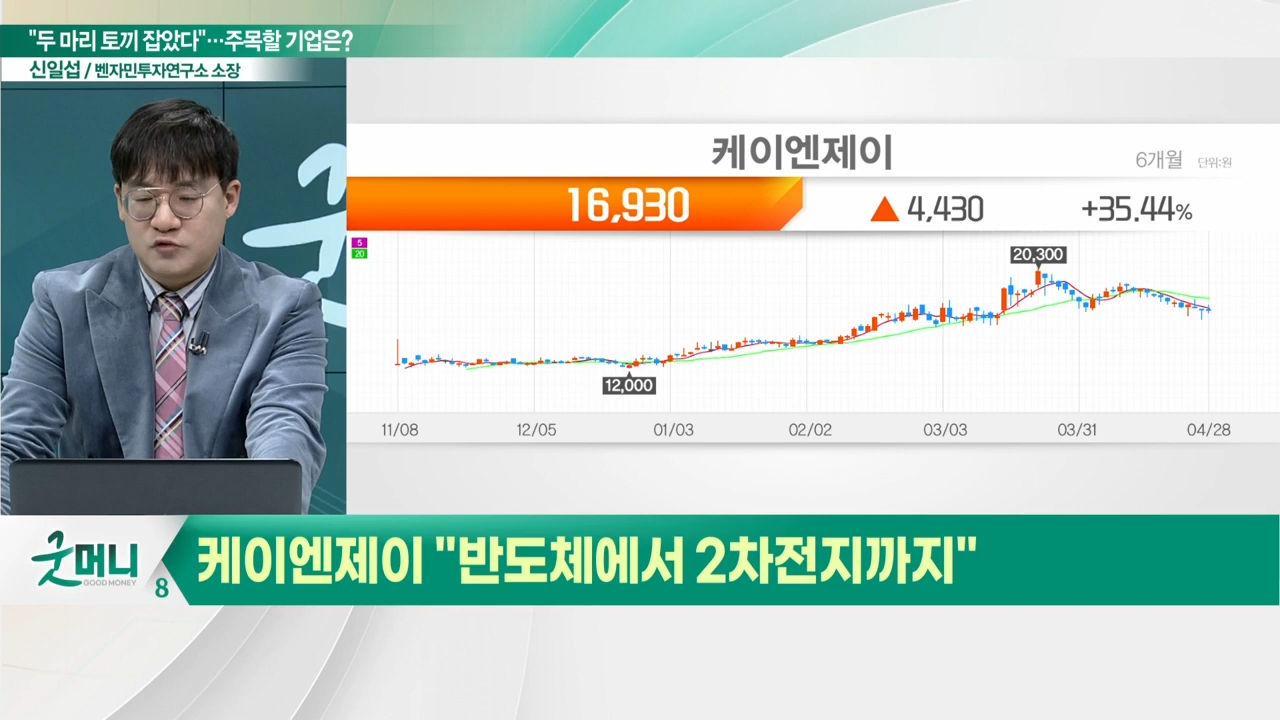 "두 마리 토끼 잡았다"…주목할 기업은?
신일섭 / 벤자민투자연구소 소장
케이엔제이
6개월 단위:원
16,930 ▲ 4,430 +35.44%
5
20
20,300
12,000
11/08 12/05 01/03 02/02 03/03 03/31 04/28
굿머니
GOOD MONEY
8
케이엔제이 "반도체에서 2차전지까지"